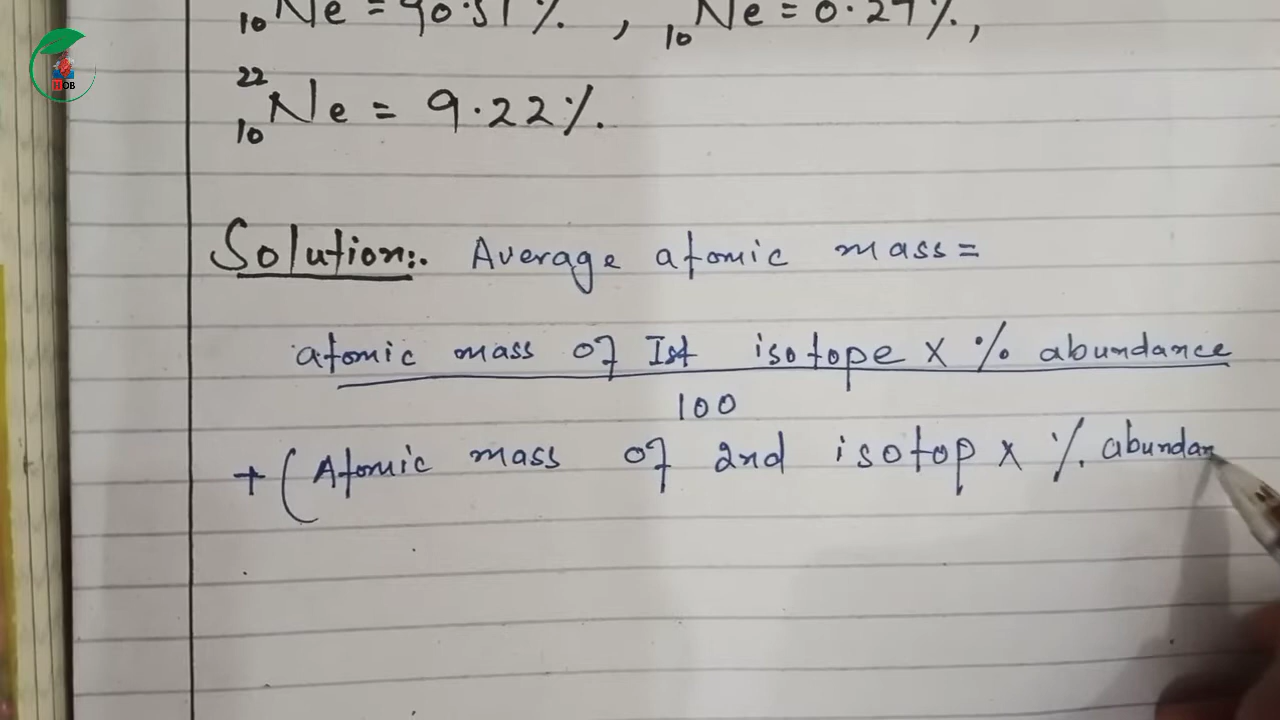 ₁₀Ne = 90.51%. , ₁₀Ne = 0.27%.,
²²₁₀Ne = 9.22%.
HOB
Solution:. Average atomic mass =
atomic mass of Ist isotope x % abundance
100
+ (Atomic mass of 2nd isotop x %. abundan